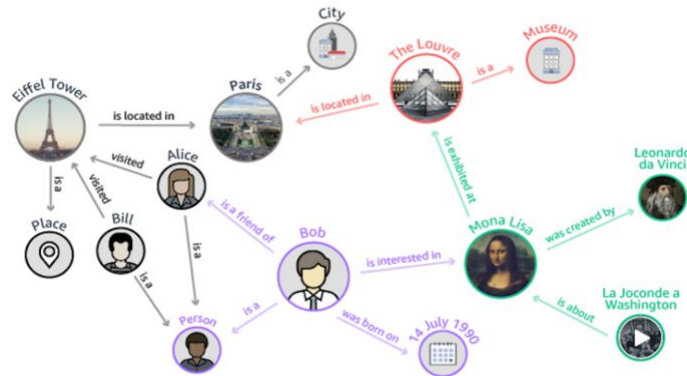 City
The Louvre
Museum
Eiffel Tower
Paris
is a
is a
is located in
is located in
Alice
visited
visited
is a
is exhibited at
Leonardo
da Vinci
Place
Bill
is a friend of
Bob
Mona Lisa
was created by
is a
is interested in
is a
La Joconde a
Washington
Person
is a
was born on
14 July 1990
is about